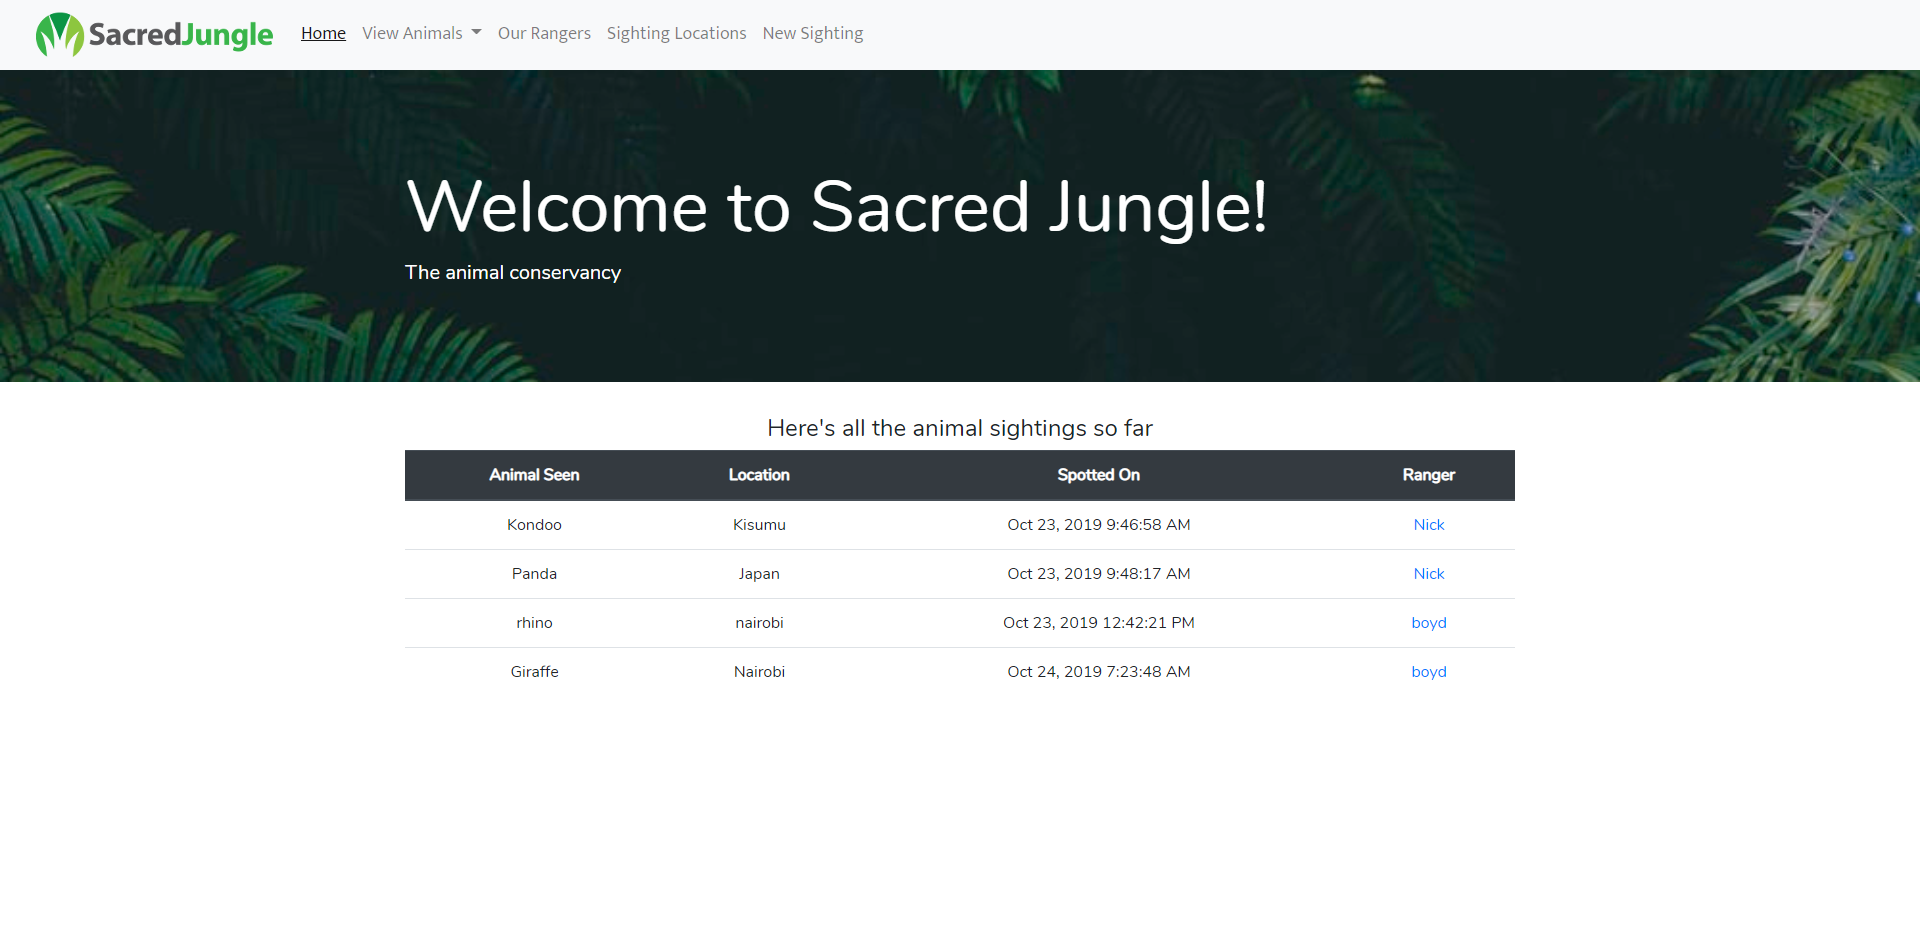 SacredJungle Home View Animals Our Rangers Sighting Locations New Sighting
Welcome to Sacred Jungle!
The animal conservancy
Here's all the animal sightings so far
Animal Seen Location Spotted On Ranger
Kondoo Kisumu Oct 23, 2019 9:46:58 AM Nick
Panda Japan Oct 23, 2019 9:48:17 AM Nick
rhino nairobi Oct 23, 2019 12:42:21 PM boyd
Giraffe Nairobi Oct 24, 2019 7:23:48 AM boyd